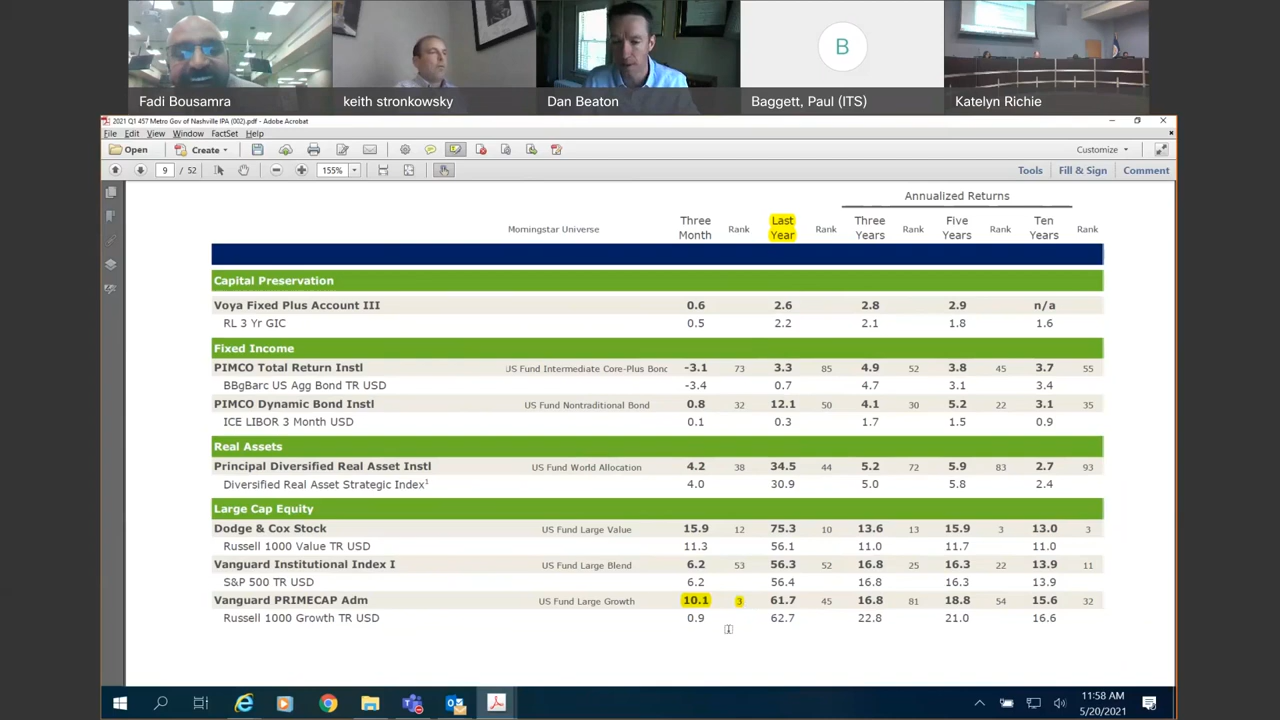 B
Fadi Bousamra
keith stronkowsky
Dan Beaton
Baggett, Paul (ITS)
Katelyn Richie
2021 Q1 457 Metro Gov of Nashville IPA (002).pdf - Adobe Acrobat
File Edit View Window FactSet Help
Open Create Customize
9 / 52 155% Tools Fill & Sign Comment
Annualized Returns
Morningstar Universe Three Month Rank Last Year Rank Three Years Rank Five Years Rank Ten Years Rank
Capital Preservation
Voya Fixed Plus Account III 0.6 2.6 2.8 2.9 n/a
RL 3 Yr GIC 0.5 2.2 2.1 1.8 1.6
Fixed Income
PIMCO Total Return Instl US Fund Intermediate Core-Plus Bond -3.1 73 3.3 85 4.9 52 3.8 45 3.7 55
BBgBarc US Agg Bond TR USD -3.4 0.7 4.7 3.1 3.4
PIMCO Dynamic Bond Instl US Fund Nontraditional Bond 0.8 32 12.1 50 4.1 30 5.2 22 3.1 35
ICE LIBOR 3 Month USD 0.1 0.3 1.7 1.5 0.9
Real Assets
Principal Diversified Real Asset Instl US Fund World Allocation 4.2 38 34.5 44 5.2 72 5.9 83 2.7 93
Diversified Real Asset Strategic Index¹ 4.0 30.9 5.0 5.8 2.4
Large Cap Equity
Dodge & Cox Stock US Fund Large Value 15.9 12 75.3 10 13.6 13 15.9 3 13.0 3
Russell 1000 Value TR USD 11.3 56.1 11.0 11.7 11.0
Vanguard Institutional Index I US Fund Large Blend 6.2 53 56.3 52 16.8 25 16.3 22 13.9 11
S&P 500 TR USD 6.2 56.4 16.8 16.3 13.9
Vanguard PRIMECAP Adm US Fund Large Growth 10.1 3 61.7 45 16.8 81 18.8 54 15.6 32
Russell 1000 Growth TR USD 0.9 62.7 22.8 21.0 16.6
11:58 AM
5/20/2021